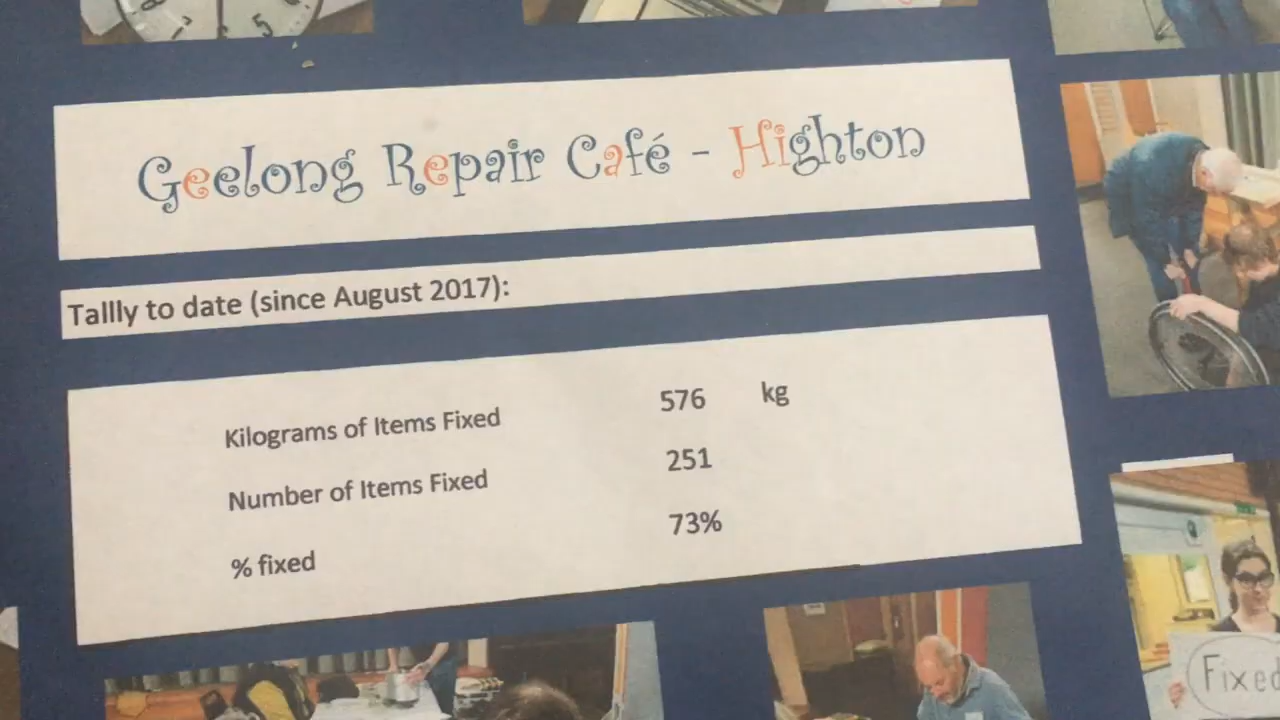 Geelong Repair Café - Highton
Tallly to date (since August 2017):
Kilograms of Items Fixed 576 kg
Number of Items Fixed 251
% fixed 73%
Fixed